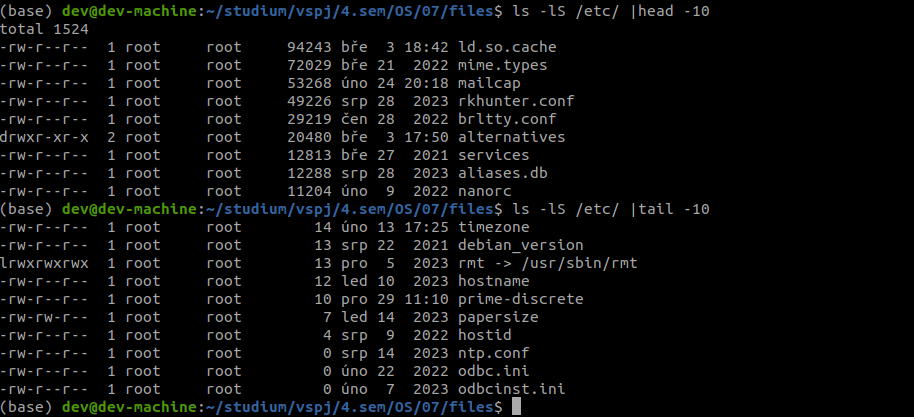 (base) dev@dev-machine:~/studium/vspj/4.sem/OS/07/files$ ls -lS /etc/ |head -10
total 1524
-rw-r--r--  1 root     root     94243 bře  3 18:42 ld.so.cache
-rw-r--r--  1 root     root     72029 bře 21  2022 mime.types
-rw-r--r--  1 root     root     53268 úno 24 20:18 mailcap
-rw-r--r--  1 root     root     49226 srp 28  2023 rkhunter.conf
-rw-r--r--  1 root     root     29219 čen 28  2022 brltty.conf
drwxr-xr-x  2 root     root     20480 bře  3 17:50 alternatives
-rw-r--r--  1 root     root     12813 bře 27  2021 services
-rw-r--r--  1 root     root     12288 srp 28  2023 aliases.db
-rw-r--r--  1 root     root     11204 úno  9  2022 nanorc
(base) dev@dev-machine:~/studium/vspj/4.sem/OS/07/files$ ls -lS /etc/ |tail -10
-rw-r--r--  1 root     root        14 úno 13 17:25 timezone
-rw-r--r--  1 root     root        13 srp 22  2021 debian_version
lrwxrwxrwx  1 root     root        13 pro  5  2023 rmt -> /usr/sbin/rmt
-rw-r--r--  1 root     root        12 led 10  2023 hostname
-rw-r--r--  1 root     root        10 pro 29 11:10 prime-discrete
-rw-rw-r--  1 root     root         7 led 14  2023 papersize
-rw-r--r--  1 root     root         4 srp  9  2022 hostid
-rw-r--r--  1 root     root         0 srp 14  2023 ntp.conf
-rw-r--r--  1 root     root         0 úno 22  2022 odbc.ini
-rw-r--r--  1 root     root         0 úno  7  2023 odbcinst.ini
(base) dev@dev-machine:~/studium/vspj/4.sem/OS/07/files$